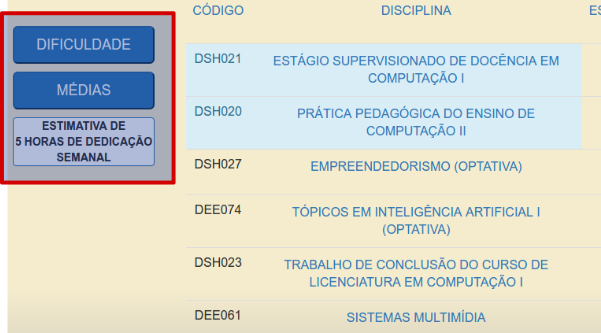 CÓDIGO DISCIPLINA
DIFICULDADE
MÉDIAS
ESTIMATIVA DE
5 HORAS DE DEDICAÇÃO
SEMANAL
DSH021 ESTÁGIO SUPERVISIONADO DE DOCÊNCIA EM
COMPUTAÇÃO I
DSH020 PRÁTICA PEDAGÓGICA DO ENSINO DE
COMPUTAÇÃO II
DSH027 EMPREENDEDORISMO (OPTATIVA)
DEE074 TÓPICOS EM INTELIGÊNCIA ARTIFICIAL I
(OPTATIVA)
DSH023 TRABALHO DE CONCLUSÃO DO CURSO DE
LICENCIATURA EM COMPUTAÇÃO I
DEE061 SISTEMAS MULTIMÍDIA